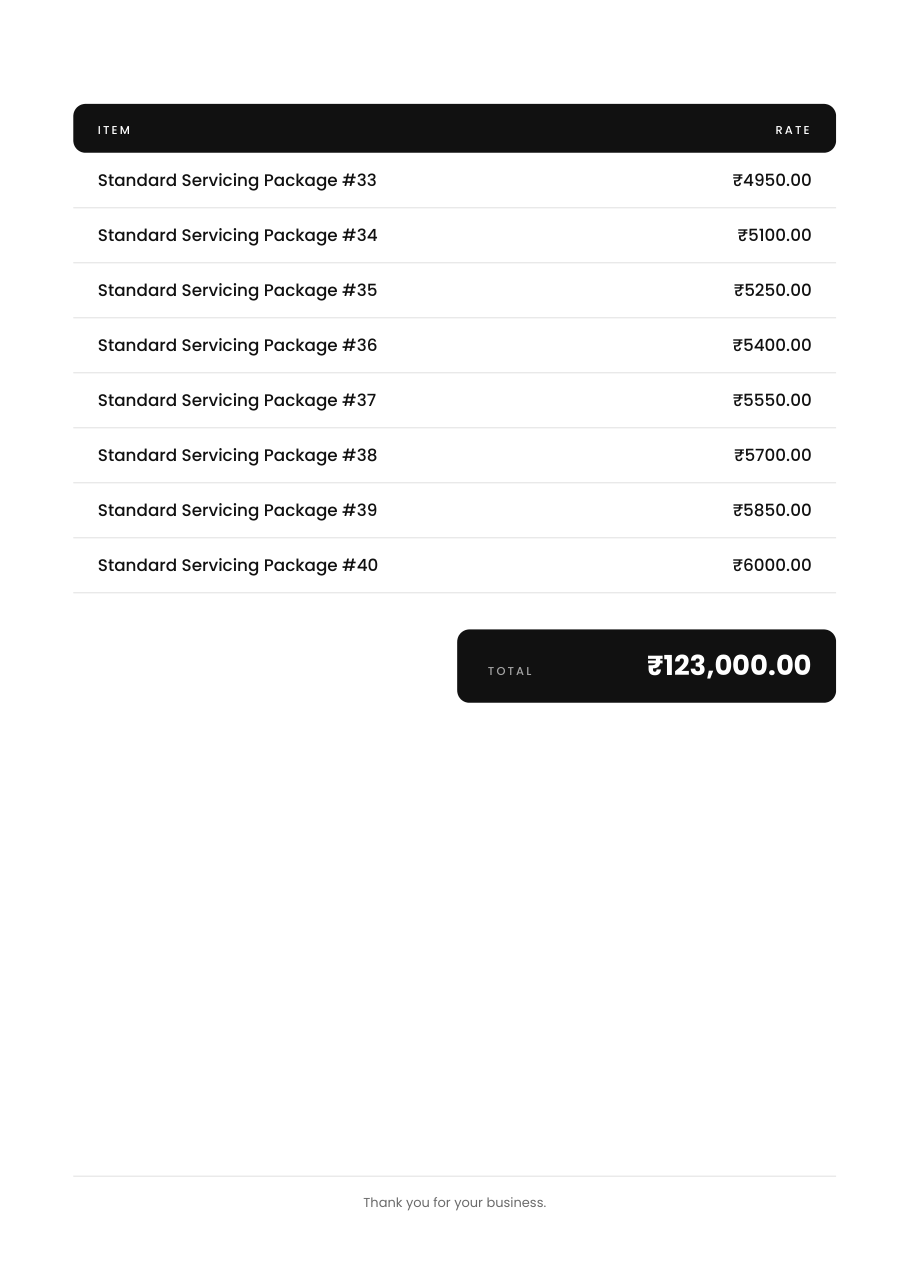 ITEM RATE
Standard Servicing Package #33 ₹4950.00
Standard Servicing Package #34 ₹5100.00
Standard Servicing Package #35 ₹5250.00
Standard Servicing Package #36 ₹5400.00
Standard Servicing Package #37 ₹5550.00
Standard Servicing Package #38 ₹5700.00
Standard Servicing Package #39 ₹5850.00
Standard Servicing Package #40 ₹6000.00
TOTAL ₹123,000.00
Thank you for your business.